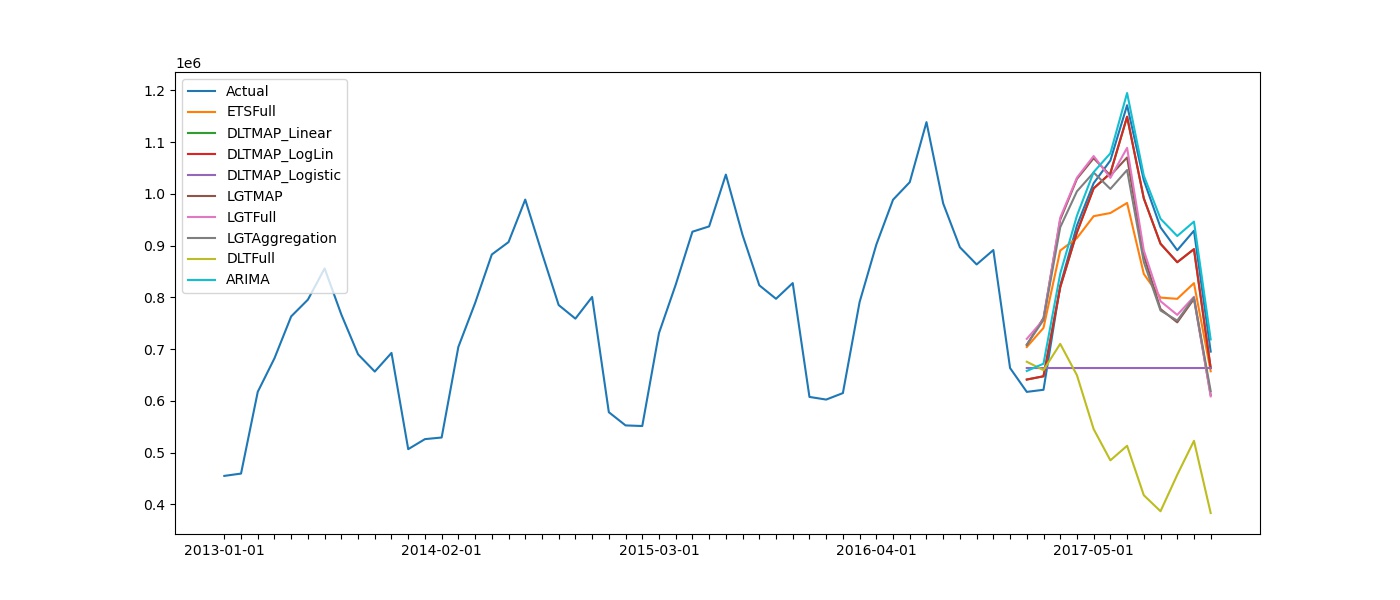 1e6
1.2
1.1
1.0
0.9
0.8
0.7
0.6
0.5
0.4
Actual
ETSFull
DLTMAP_Linear
DLTMAP_LogLin
DLTMAP_Logistic
LGTMAP
LGTFull
LGTAggregation
DLTFull
ARIMA
2013-01-01
2014-02-01
2015-03-01
2016-04-01
2017-05-01